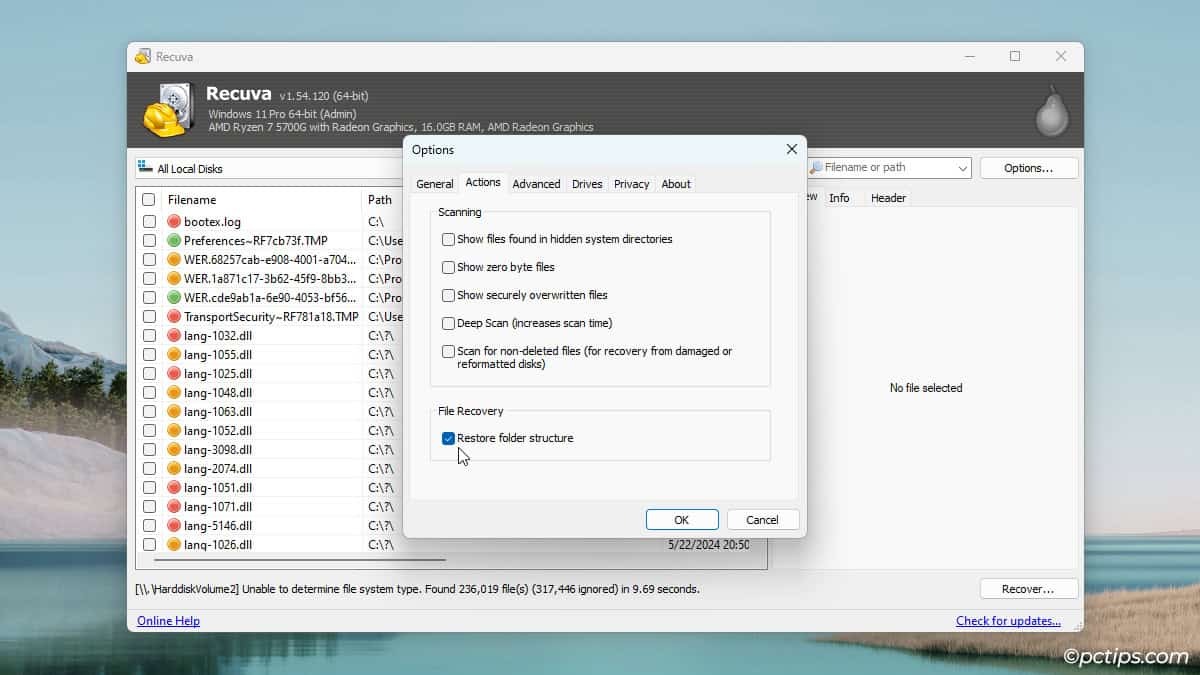 Recuva
Recuva v1.54.120 (64-bit)
Windows 11 Pro 64-bit (Admin)
AMD Ryzen 7 5700G with Radeon Graphics, 16.0GB RAM, AMD Radeon Graphics
All Local Disks
Filename or path
Options...
Filename Path
bootex.log C:\
Preferences~RF7cb73f.TMP C:\Use
WER.68257cab-e908-4001-a704... C:\Pro
WER.1a871c17-3b62-45f9-8bb3... C:\Pro
WER.cde9ab1a-6e90-4053-bf56... C:\Pro
TransportSecurity~RF781a18.TMP C:\Use
lang-1032.dll C:\?\
lang-1055.dll C:\?\
lang-1025.dll C:\?\
lang-1048.dll C:\?\
lang-1063.dll C:\?\
lang-1052.dll C:\?\
lang-3098.dll C:\?\
lang-2074.dll C:\?\
lang-1051.dll C:\?\
lang-1071.dll C:\?\
lang-5146.dll C:\?\
lang-1026.dll C:\?\ 5/22/2024 20:50
Options
General Actions Advanced Drives Privacy About
Scanning
Show files found in hidden system directories
Show zero byte files
Show securely overwritten files
Deep Scan (increases scan time)
Scan for non-deleted files (for recovery from damaged or
reformatted disks)
File Recovery
Restore folder structure
OK Cancel
ew Info Header
No file selected
[\\.\HarddiskVolume2] Unable to determine file system type. Found 236,019 file(s) (317,446 ignored) in 9.69 seconds.
Recover...
Online Help
Check for updates...
©pctips.com